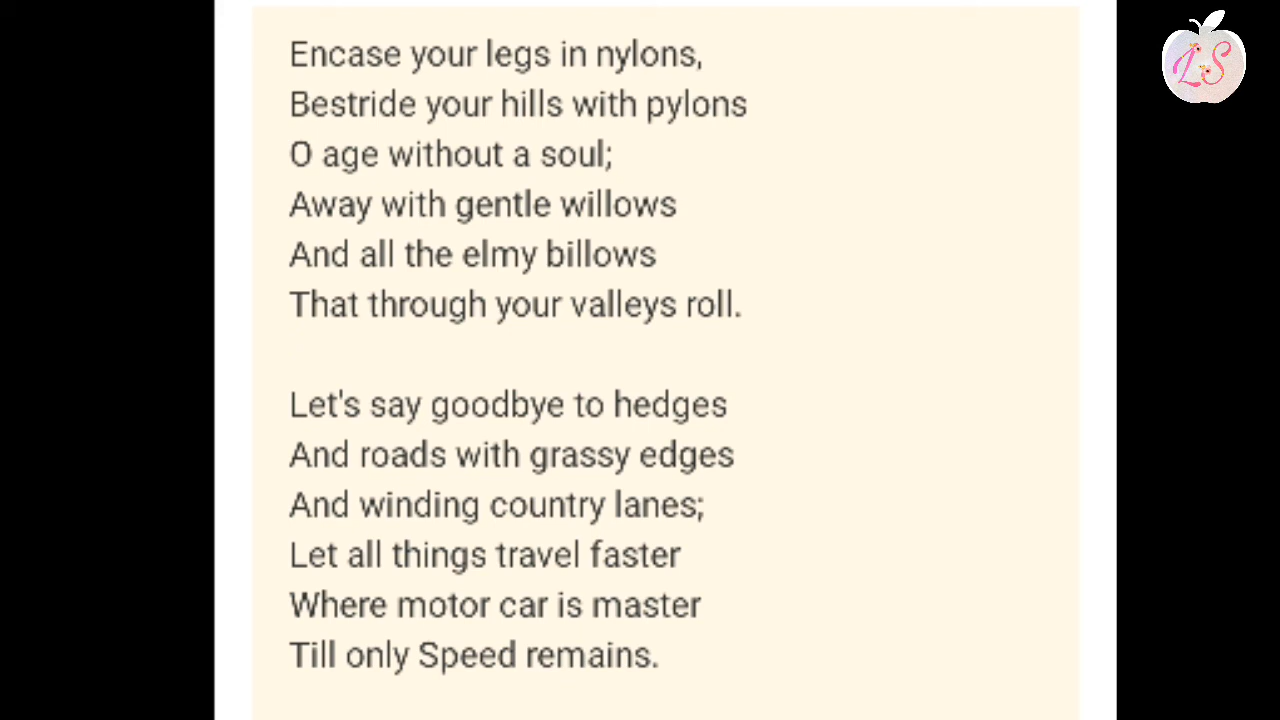 LS
Encase your legs in nylons,
Bestride your hills with pylons
O age without a soul;
Away with gentle willows
And all the elmy billows
That through your valleys roll.
Let's say goodbye to hedges
And roads with grassy edges
And winding country lanes;
Let all things travel faster
Where motor car is master
Till only Speed remains.